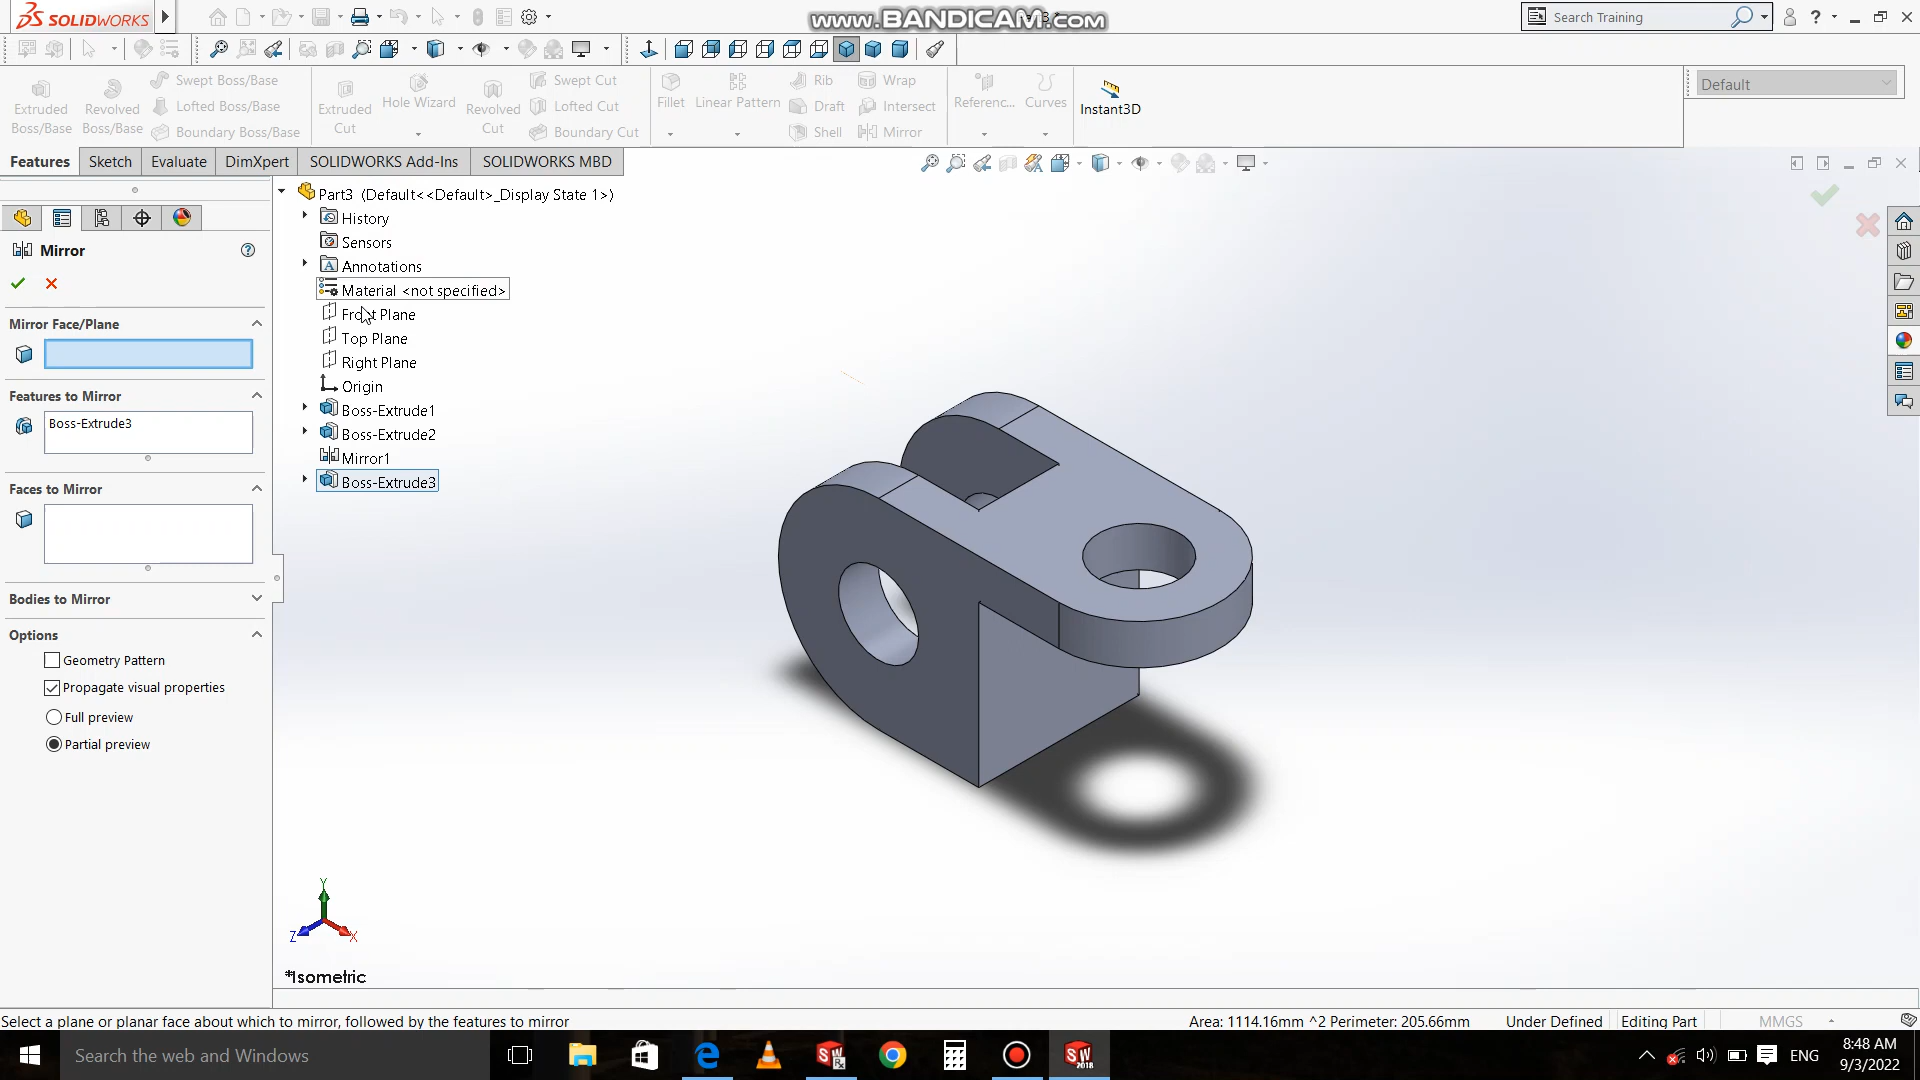 SOLIDWORKS
www.BANDICAM.com
Search Training
Extruded Boss/Base
Revolved Boss/Base
Swept Boss/Base
Lofted Boss/Base
Boundary Boss/Base
Extruded Cut
Hole Wizard
Revolved Cut
Swept Cut
Lofted Cut
Boundary Cut
Fillet
Linear Pattern
Rib
Draft
Shell
Wrap
Intersect
Mirror
Referenc...
Curves
Instant3D
Default
Features
Sketch
Evaluate
DimXpert
SOLIDWORKS Add-Ins
SOLIDWORKS MBD
Mirror
Mirror Face/Plane
Features to Mirror
Boss-Extrude3
Faces to Mirror
Bodies to Mirror
Options
Geometry Pattern
Propagate visual properties
Full preview
Partial preview
Part3 (Default<<Default>_Display State 1>)
History
Sensors
Annotations
Material <not specified>
Front Plane
Top Plane
Right Plane
Origin
Boss-Extrude1
Boss-Extrude2
Mirror1
Boss-Extrude3
Y
Z
X
*Isometric
Select a plane or planar face about which to mirror, followed by the features to mirror
Area: 1114.16mm ^2 Perimeter: 205.66mm
Under Defined
Editing Part
MMGS
Search the web and Windows
SW
2018
ENG
8:48 AM
9/3/2022